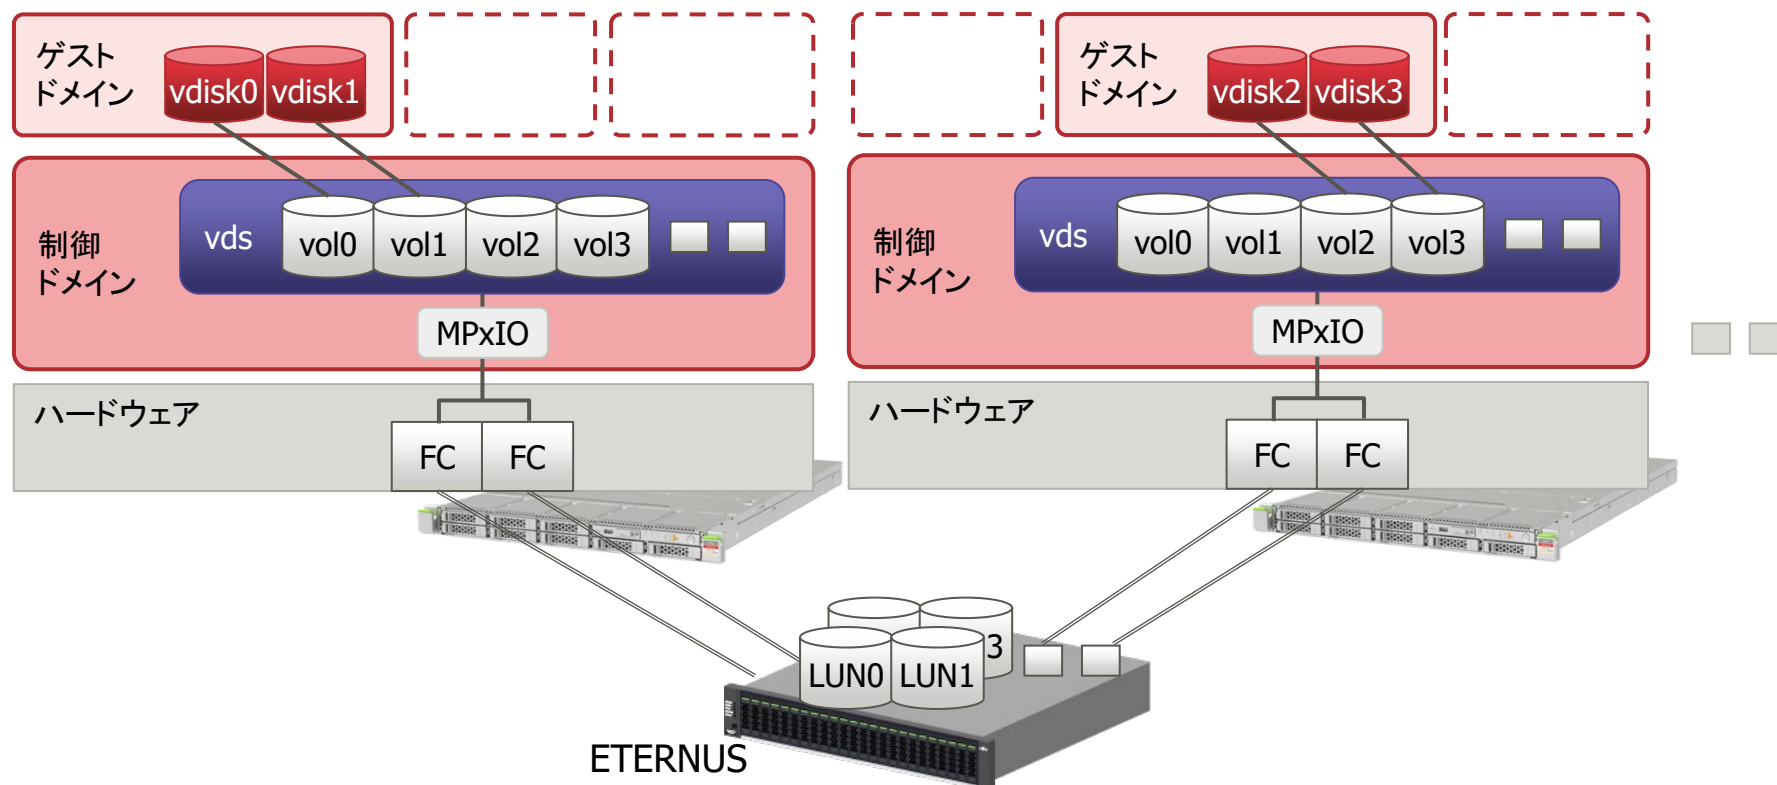 ゲスト
ドメイン
vdisk0
vdisk1
ゲスト
ドメイン
vdisk2
vdisk3
制御
ドメイン
vds
vol0
vol1
vol2
vol3
MPxIO
制御
ドメイン
vds
vol0
vol1
vol2
vol3
MPxIO
ハードウェア
FC
FC
ハードウェア
FC
FC
3
LUN0
LUN1
ETERNUS